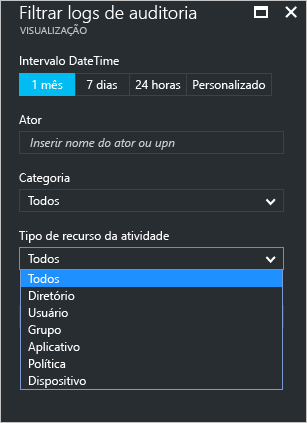 Filtrar logs de auditoria
VISUALIZAÇÃO
Intervalo DateTime
1 mês 7 dias 24 horas Personalizado
Ator
Inserir nome do ator ou upn
Categoria
Todos
Tipo de recurso da atividade
Todos
Todos
Diretório
Usuário
Grupo
Aplicativo
Política
Dispositivo